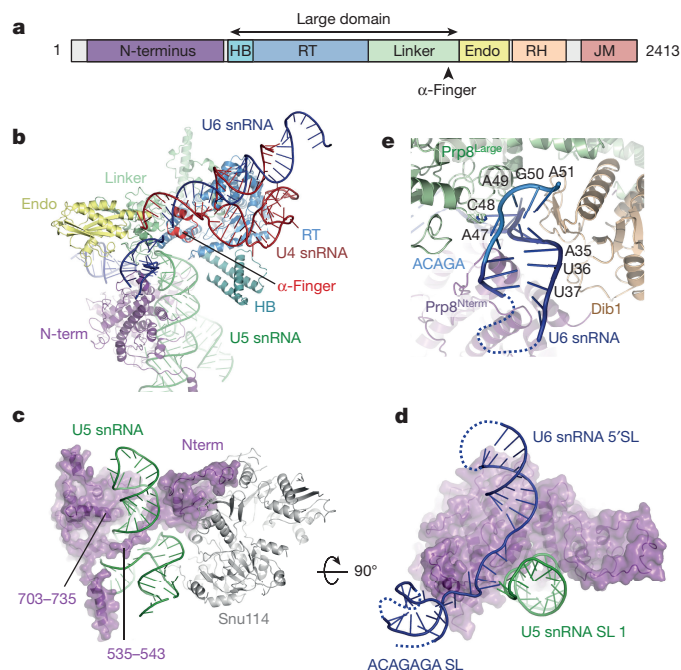 a
Large domain
1 N-terminus HB RT Linker Endo RH JM 2413
α-Finger
b
U6 snRNA
Linker
Endo
RT
U4 snRNA
α-Finger
HB
N-term
U5 snRNA
e
Prp8Large
A49 G50 A51
C48
A47
ACAGA
A35
U36
U37
Prp8Nterm
Dib1
U6 snRNA
c
U5 snRNA
Nterm
703–735
535–543
Snu114
90°
d
U6 snRNA 5′SL
U5 snRNA SL 1
ACAGAGA SL